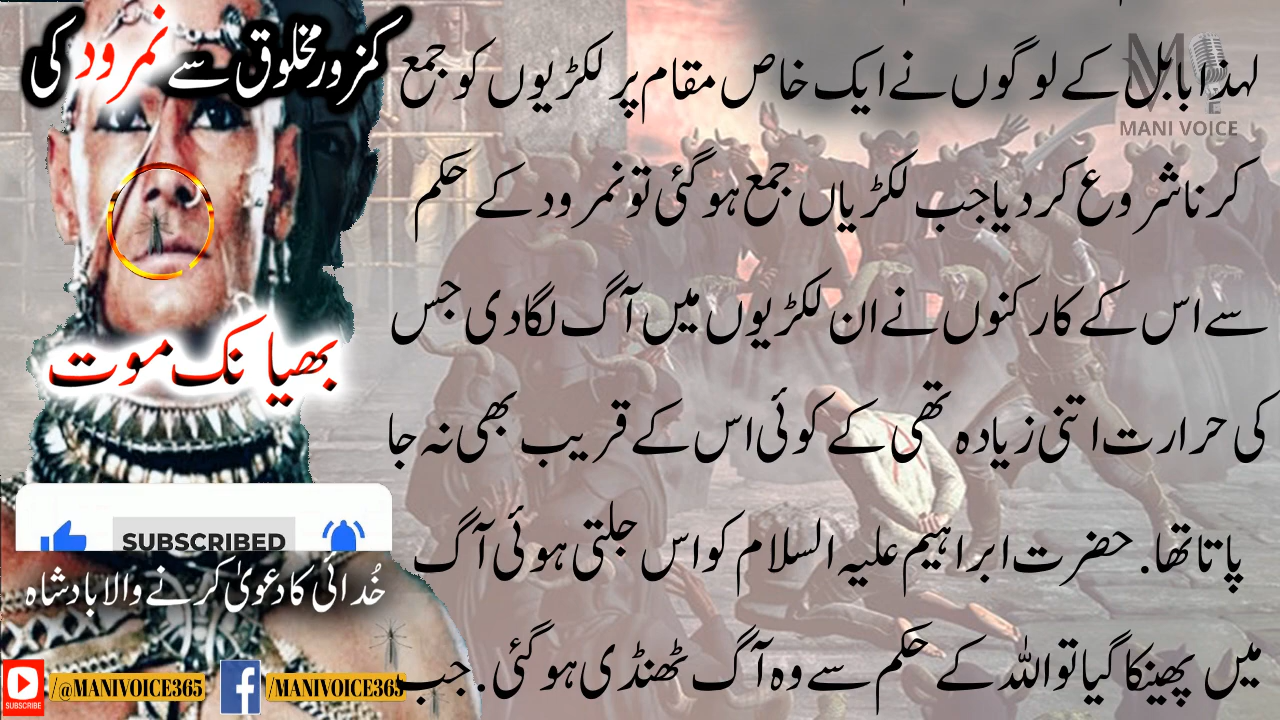 کمزور مخلوق سے نمرود کی
بھیانک موت
SUBSCRIBED
خُدائی کا دعویٰ کرنے والا بادشاہ
SUBSCRIBE
/@MANIVOICE365
/MANIVOICE365
MANI VOICE
لہذا بابل کے لوگوں نے ایک خاص مقام پر لکڑیوں کو جمع
کرنا شروع کر دیا جب لکڑیاں جمع ہو گئی تو نمرود کے حکم
سے اس کے کارکنوں نے ان لکڑیوں میں آگ لگا دی جس
کی حرارت اتنی زیادہ تھی کے کوئی اس کے قریب بھی نہ جا
پاتا تھا. حضرت ابراہیم علیہ السلام کو اس جلتی ہوئی آگ
میں پھینکا گیا تو اللہ کے حکم سے وہ آگ ٹھنڈی ہو گئی. جب